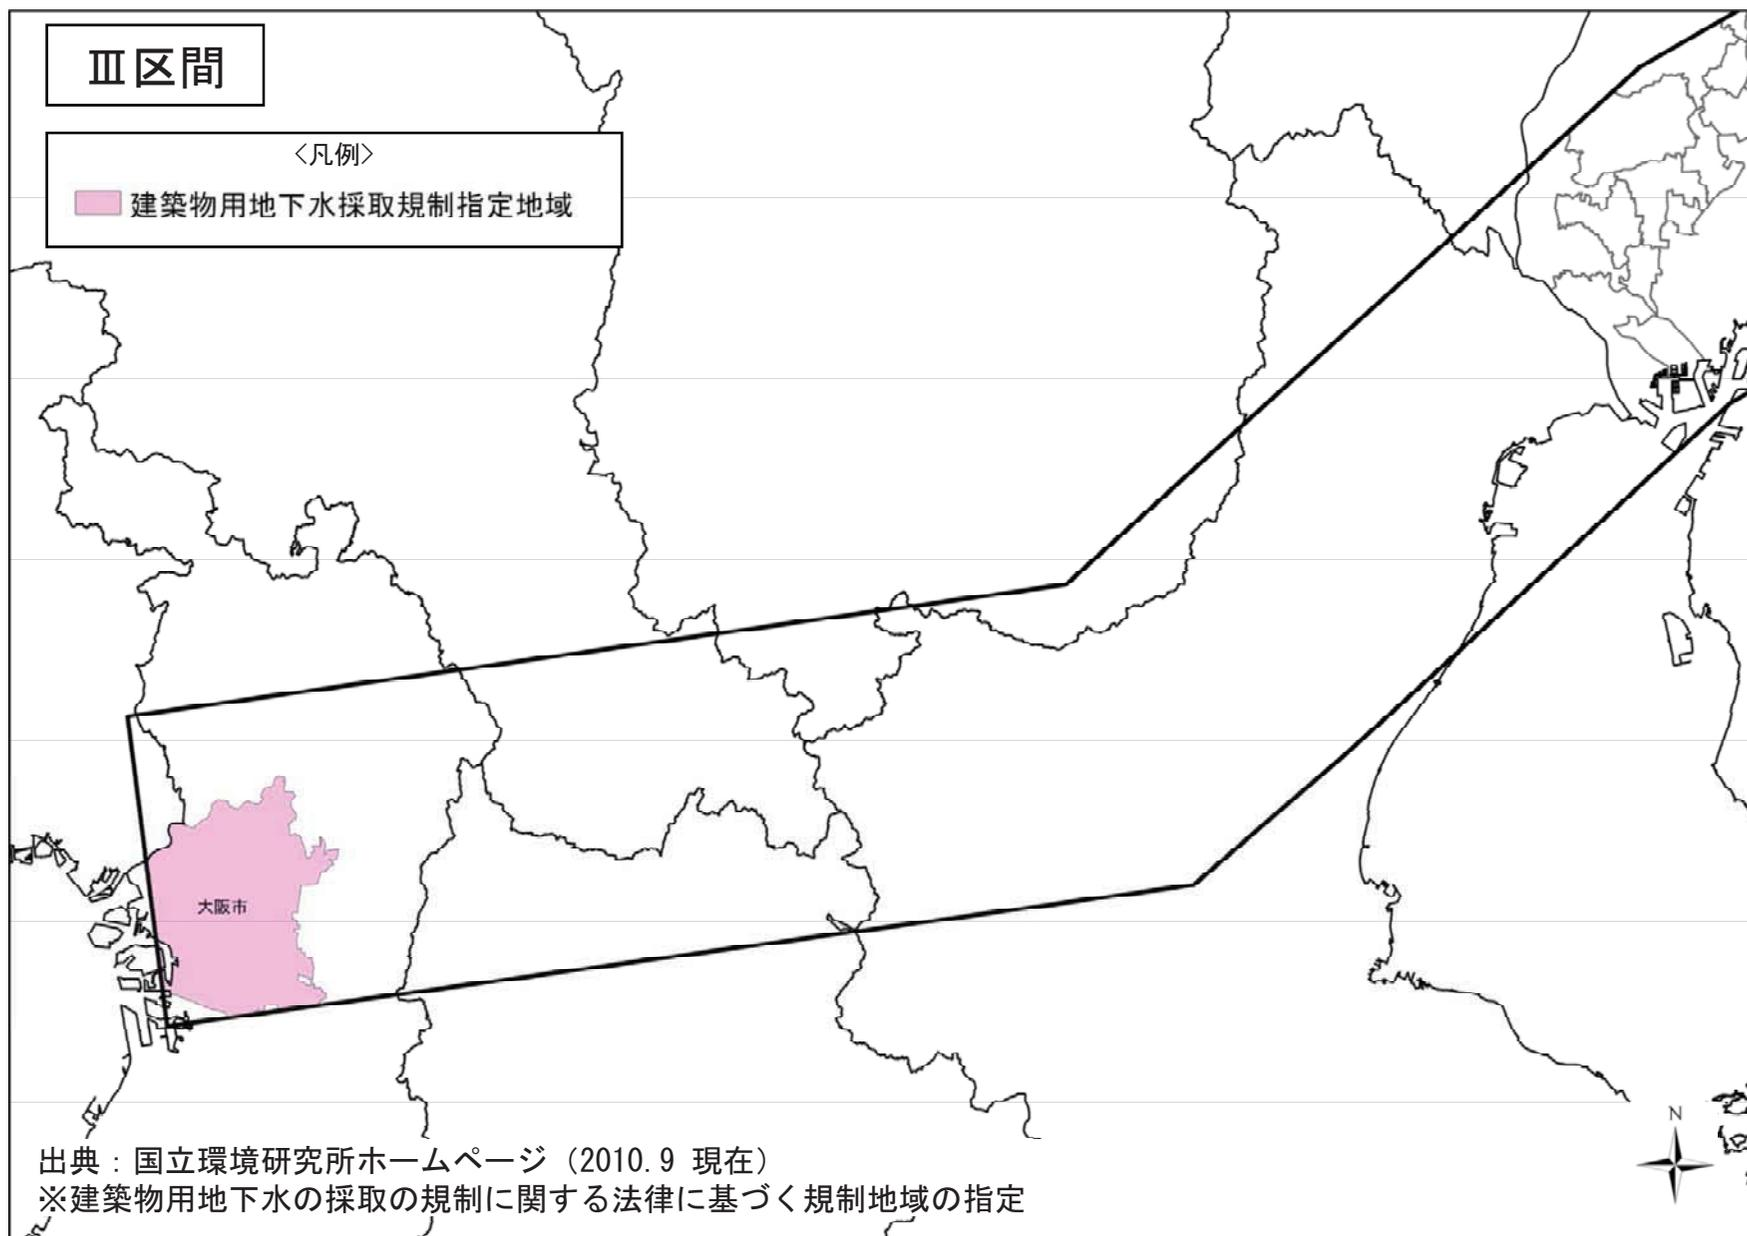 Ⅲ区間
<凡例>
建築物用地下水採取規制指定地域
大阪市
N
出典：国立環境研究所ホームページ（2010.9 現在）
※建築物用地下水の採取の規制に関する法律に基づく規制地域の指定